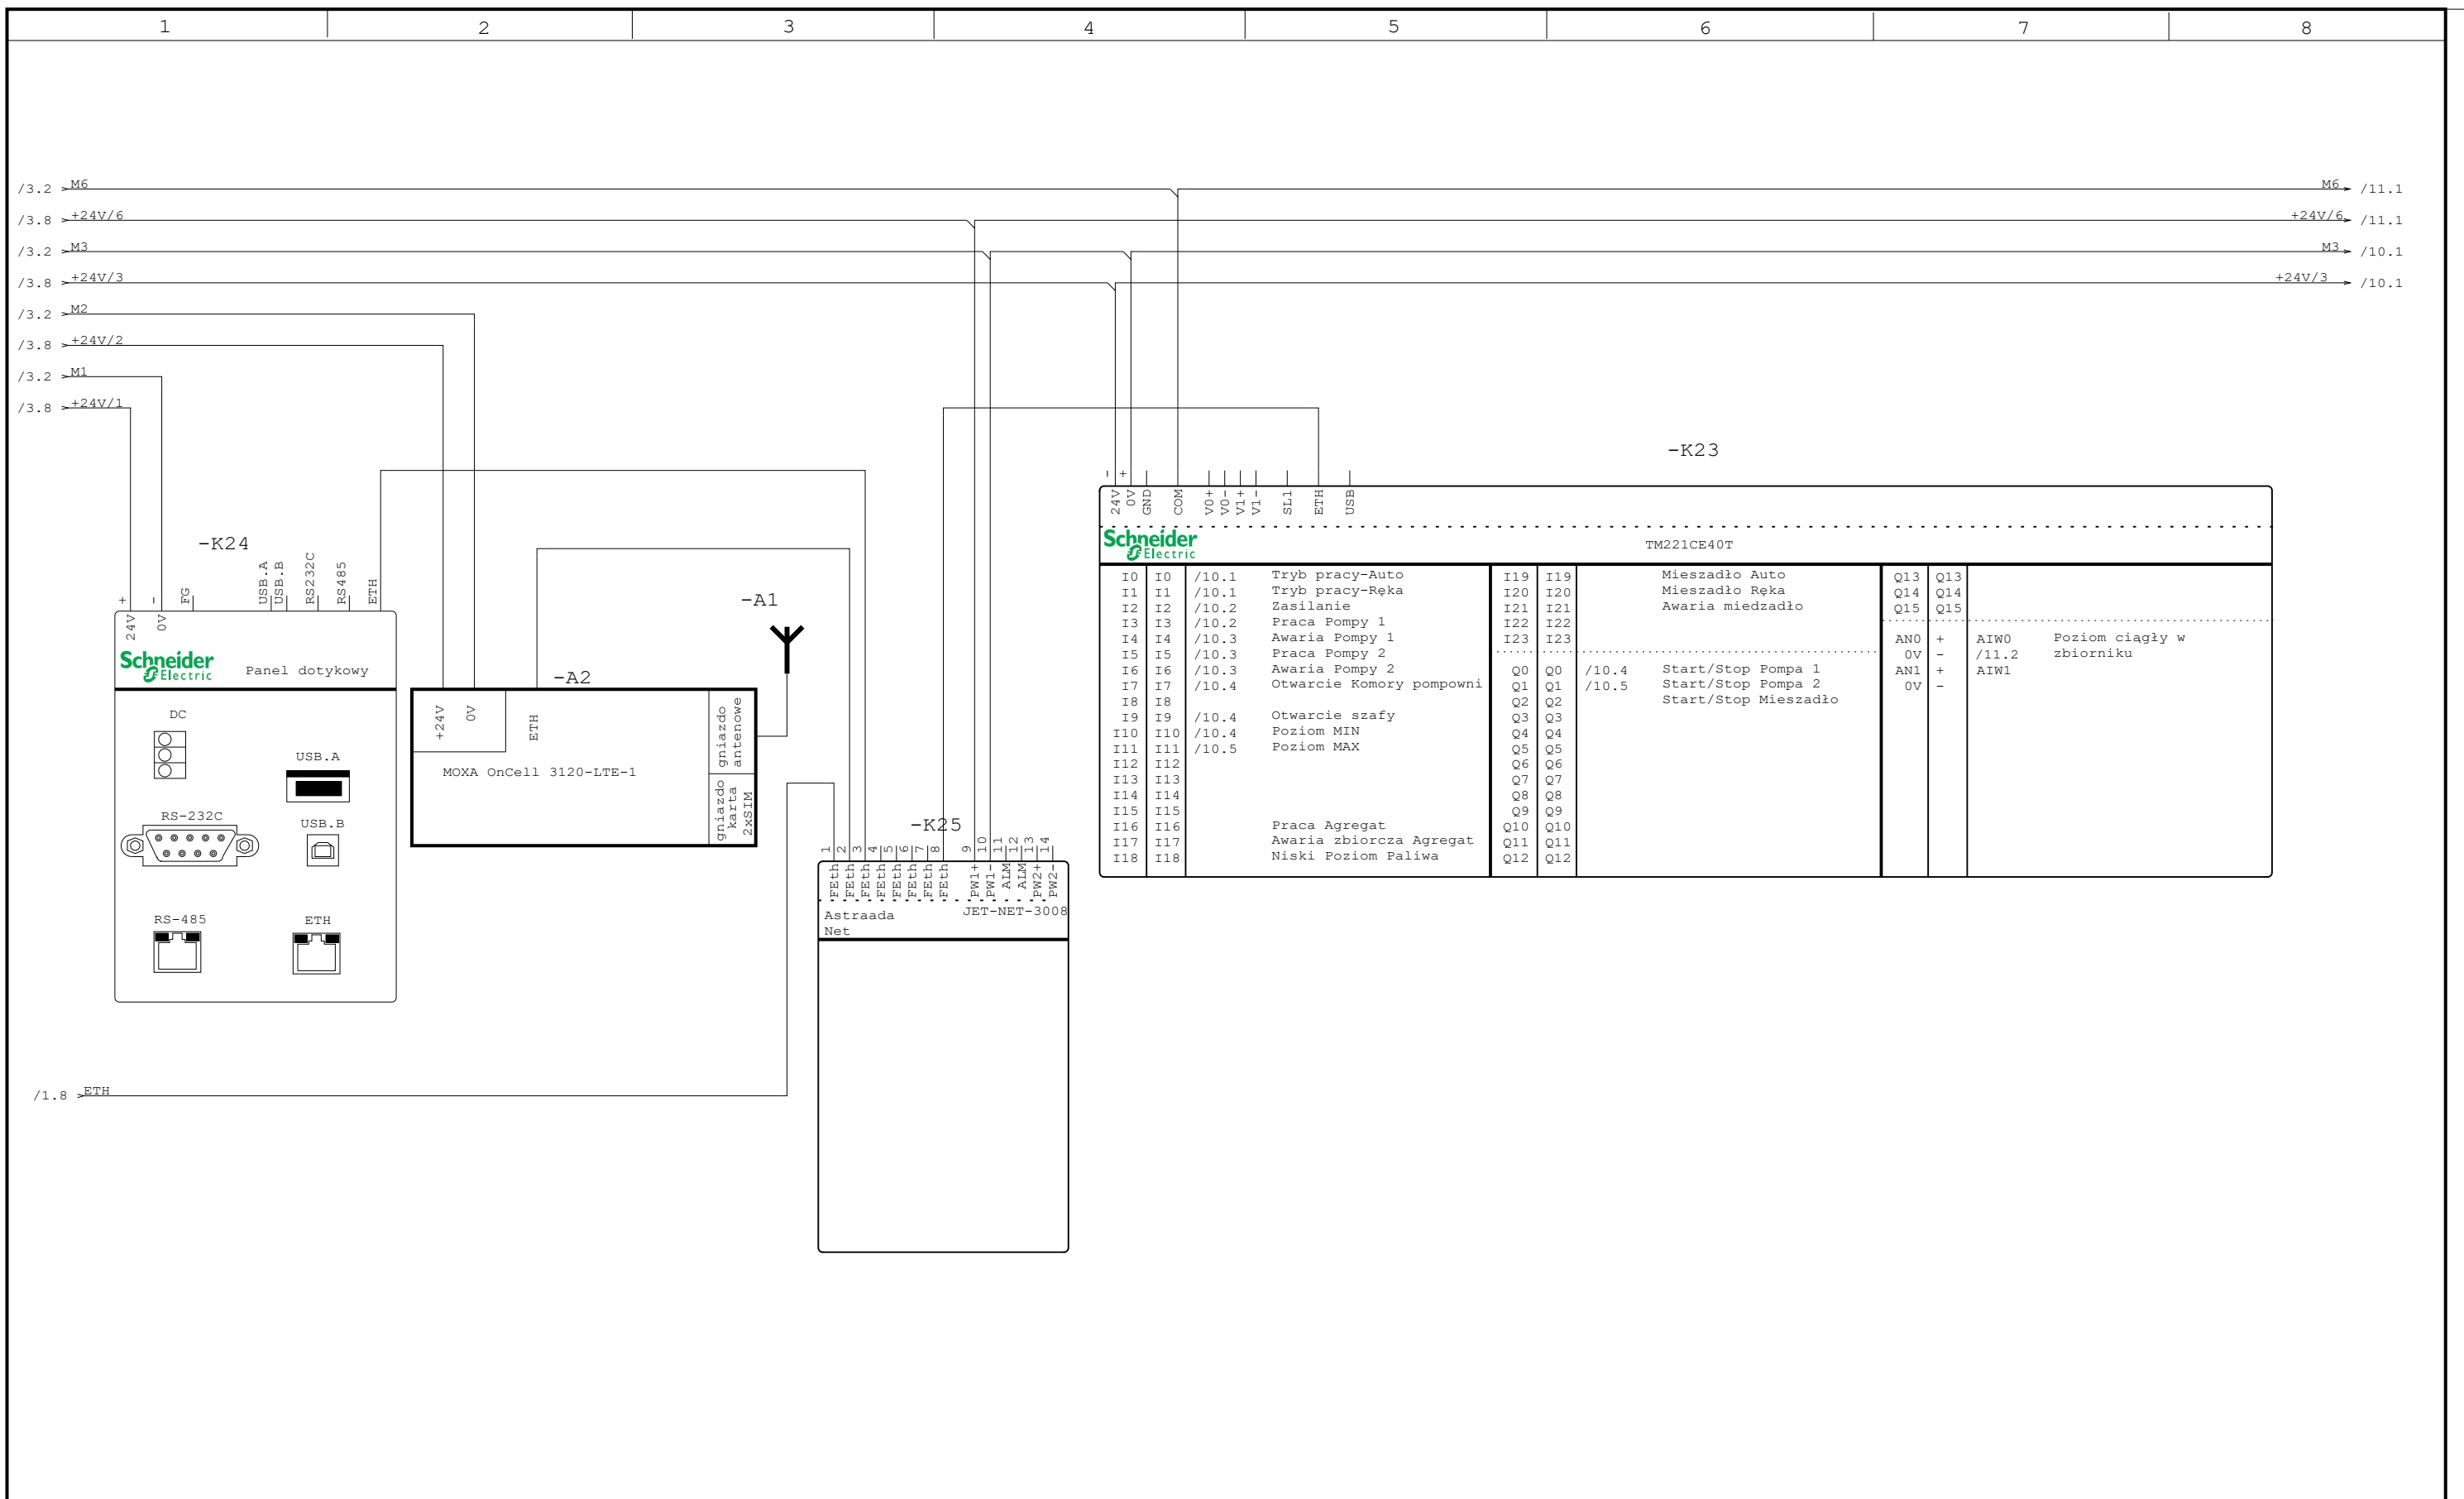 1 2 3 4 5 6 7 8
/3.2 M6 M6 /11.1
/3.8 +24V/6 +24V/6 /11.1
/3.2 M3 M3 /10.1
/3.8 +24V/3 +24V/3 /10.1
/3.2 M2
/3.8 +24V/2
/3.2 M1
/3.8 +24V/1
-K24
+ - FG USB.A USB.B RS232C RS485 ETH
24V 0V
Schneider
Electric
Panel dotykowy
DC
USB.A
RS-232C
USB.B
RS-485
ETH
-A1
-A2
+24V 0V ETH
gniazdo
antenowe
MOXA OnCell 3120-LTE-1
gniazdo
karta
2xSIM
-K25
1 2 3 4 5 6 7 8 9 10 11 12 13 14
FEth FEth FEth FEth FEth FEth FEth FEth PW1+ PW1- ALM ALM PW2+ PW2-
Astraada
Net
JET-NET-3008
/1.8 ETH
-K23
- +
24V 0V GND COM V0+ V0- V1+ V1- SL1 ETH USB
Schneider
Electric
TM221CE40T
I0 I0 /10.1 Tryb pracy-Auto
I1 I1 /10.1 Tryb pracy-Ręka
I2 I2 /10.2 Zasilanie
I3 I3 /10.2 Praca Pompy 1
I4 I4 /10.3 Awaria Pompy 1
I5 I5 /10.3 Praca Pompy 2
I6 I6 /10.3 Awaria Pompy 2
I7 I7 /10.4 Otwarcie Komory pompowni
I8 I8
I9 I9 /10.4 Otwarcie szafy
I10 I10 /10.4 Poziom MIN
I11 I11 /10.5 Poziom MAX
I12 I12
I13 I13
I14 I14
I15 I15
I16 I16 Praca Agregat
I17 I17 Awaria zbiorcza Agregat
I18 I18 Niski Poziom Paliwa
I19 I19 Mieszadło Auto
I20 I20 Mieszadło Ręka
I21 I21 Awaria miedzadło
I22 I22
I23 I23
Q0 Q0 /10.4 Start/Stop Pompa 1
Q1 Q1 /10.5 Start/Stop Pompa 2
Q2 Q2 Start/Stop Mieszadło
Q3 Q3
Q4 Q4
Q5 Q5
Q6 Q6
Q7 Q7
Q8 Q8
Q9 Q9
Q10 Q10
Q11 Q11
Q12 Q12
Q13 Q13
Q14 Q14
Q15 Q15
AN0 + AIW0 Poziom ciągły w
0V - /11.2 zbiorniku
AN1 + AIW1
0V -